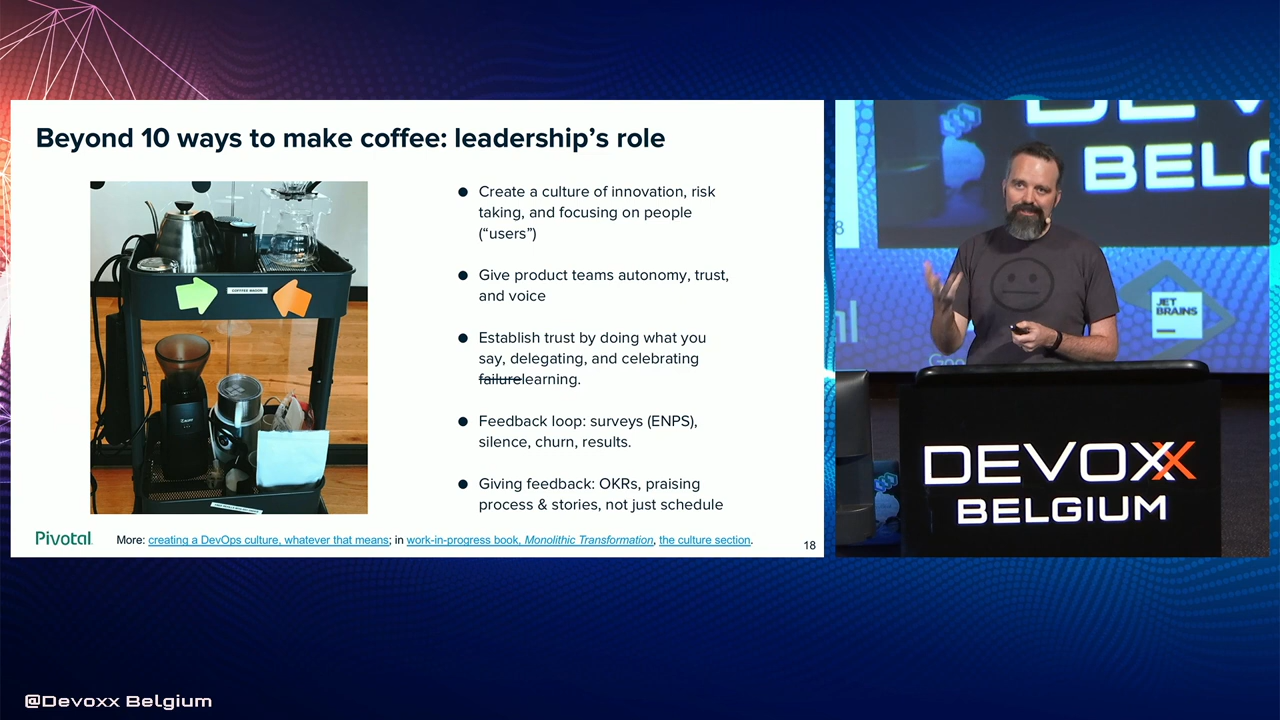 Beyond 10 ways to make coffee: leadership's role
● Create a culture of innovation, risk
taking, and focusing on people
("users")
● Give product teams autonomy, trust,
and voice
● Establish trust by doing what you
say, delegating, and celebrating
failurelearning.
● Feedback loop: surveys (ENPS),
silence, churn, results.
● Giving feedback: OKRs, praising
process & stories, not just schedule
Pivotal
More: creating a DevOps culture, whatever that means; in work-in-progress book, Monolithic Transformation, the culture section.
18
BELG
JET
BRAINS
DEVOXX
BELGIUM
@Devoxx Belgium